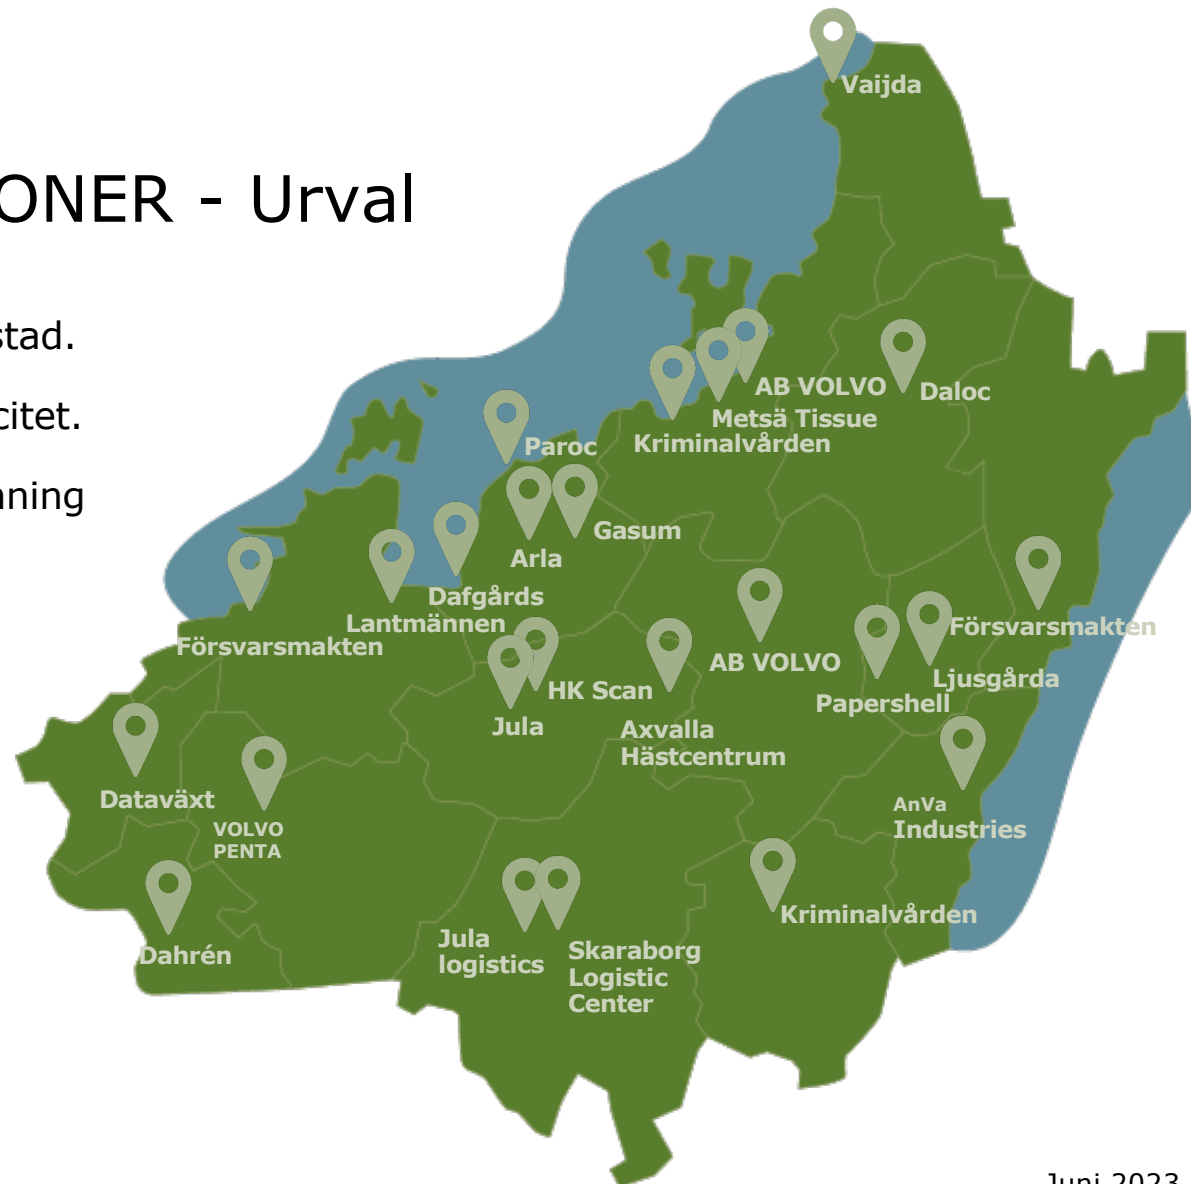 Vaijda
ONER - Urval
stad.
citet.
nning
AB VOLVO
Daloc
Metsä Tissue
Kriminalvården
Paroc
Gasum
Arla
Dafgårds
Lantmännen
Försvarsmakten
Försvarsmakten
AB VOLVO
Ljusgårda
HK Scan
Papershell
Jula
Axvalla
Hästcentrum
Dataväxt
AnVa
Industries
VOLVO
PENTA
Kriminalvården
Dahrén
Jula
logistics
Skaraborg
Logistic
Center
Juni 2023